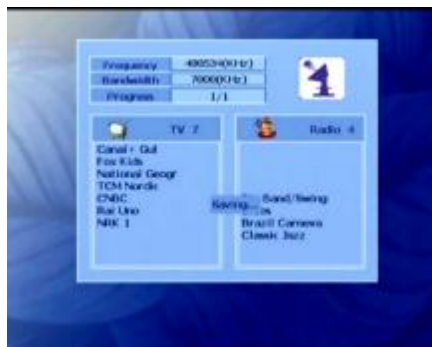 Frequency
(KHz)
Bandwidth
7000(KHz)
Progress
1/1
TV 7
Radio 4
Canal+ Gul
Fox Kids
National Geogr
TCM Nordic
CNBC
Rai Uno
NRK 1
Saving...
Band/Swing
Brazil Carnava
Classic Jazz